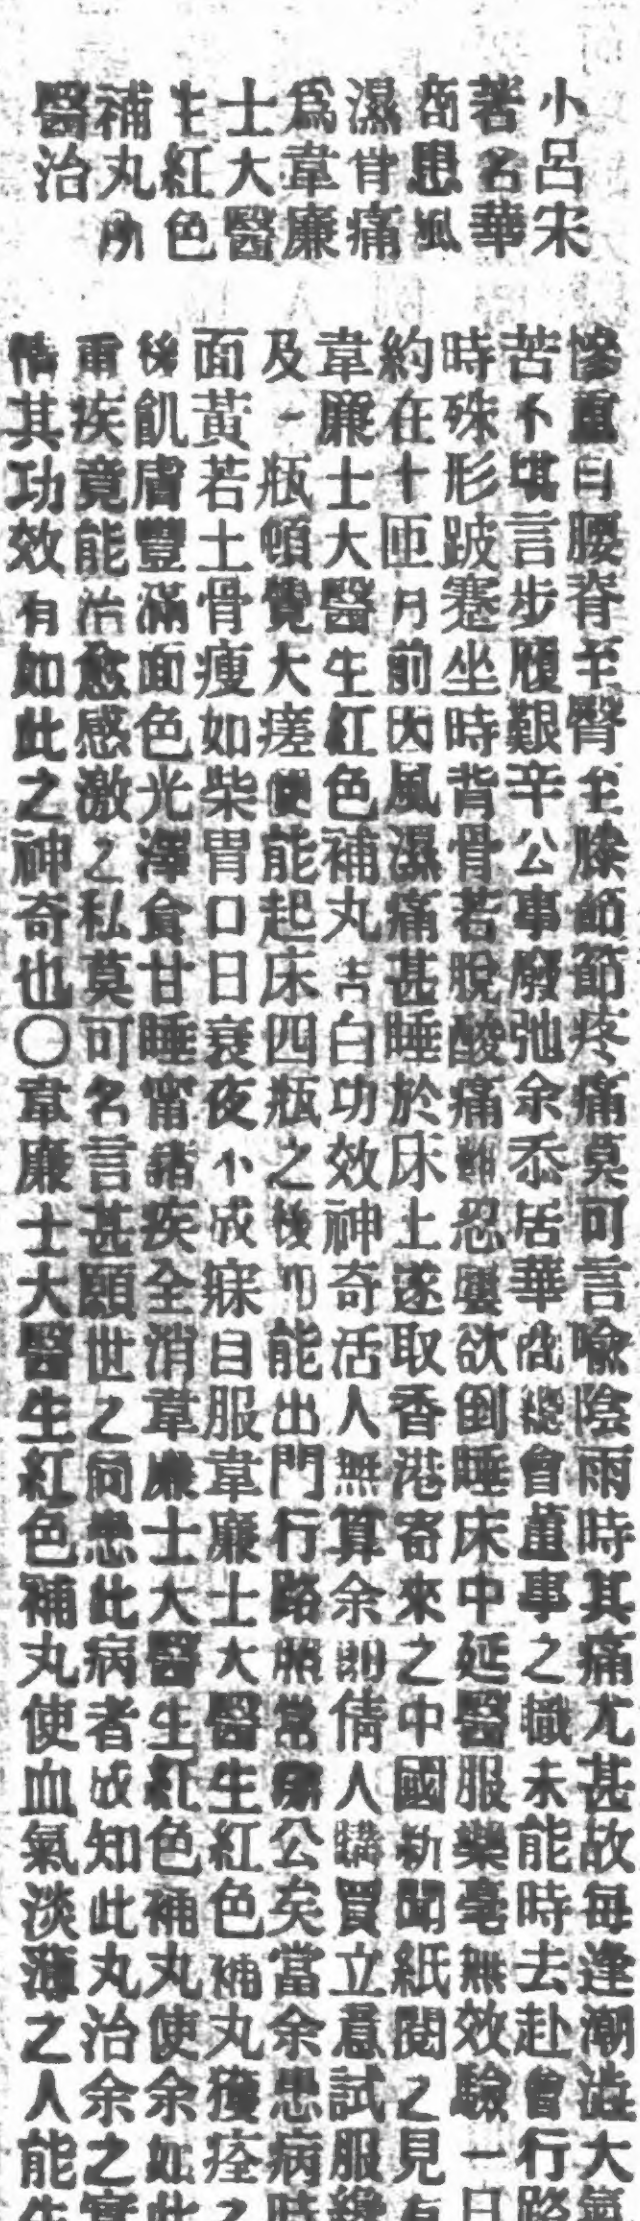 小呂宋
著名華
商患風
濕骨痛
爲韋廉
士大醫
生紅色
補丸所
醫治
慘重自腰脊至臀至膝節節疼痛莫可言喻陰雨時其痛尤甚故每逢潮澁大氣
苦不堪言步履艱辛公事廢弛余忝居華商總會董事之職未能時去赴會行路
時殊形跛蹇坐時背骨若脫酸痛難忍屢欲倒睡床中延醫服藥毫無效驗一日
約在十匝月前因風濕痛甚睡於床上遂取香港寄來之中國新聞紙閱之見有
韋廉士大醫生紅色補丸告白功效神奇活人無算余即倩人購買立意試服緣
及一瓶頓覺大瘥便能起床四瓶之後即能出門行路照常辦公矣當余患病時
面黃若土骨瘦如柴胃口日衰夜不成寐自服韋廉士大醫生紅色補丸獲痊之
後飢膚豐滿面色光澤食甘睡甯諸疾全消韋廉士大醫生紅色補丸使余如此
重疾竟能治愈感激之私莫可名言甚願世之同患此病者咸知此丸治余之實
情其功效有如此之神奇也〇韋廉士大醫生紅色補丸使血氣淡薄之人能生